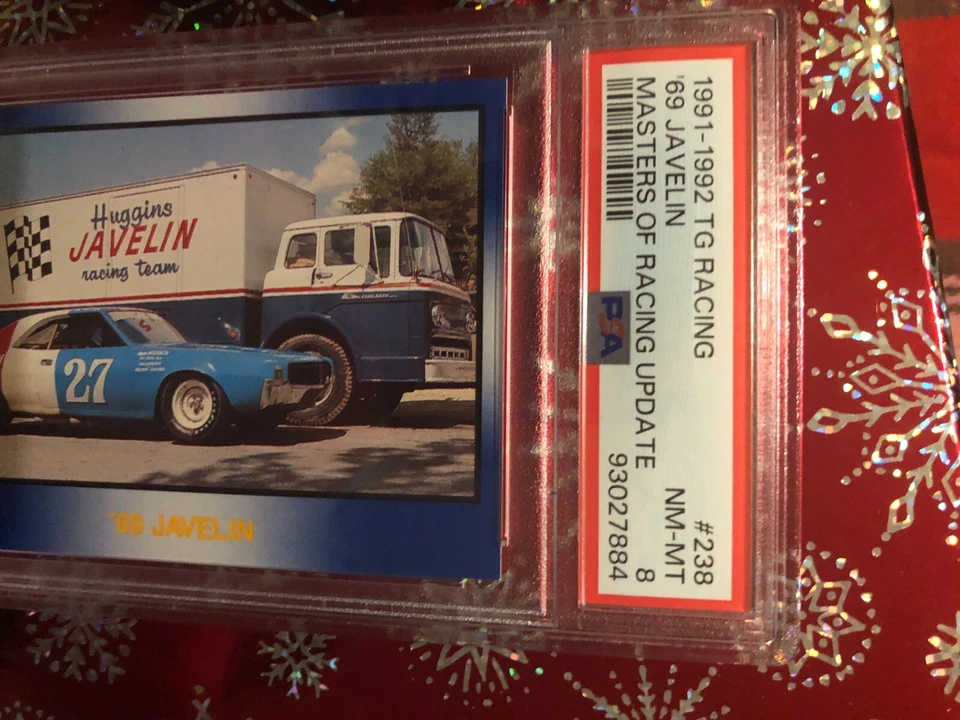 1991-1992 TG RACING #238
'69 JAVELIN NM-MT
MASTERS OF RACING UPDATE 8
93027884
PSA
Huggins
JAVELIN
racing team
27
'69 JAVELIN